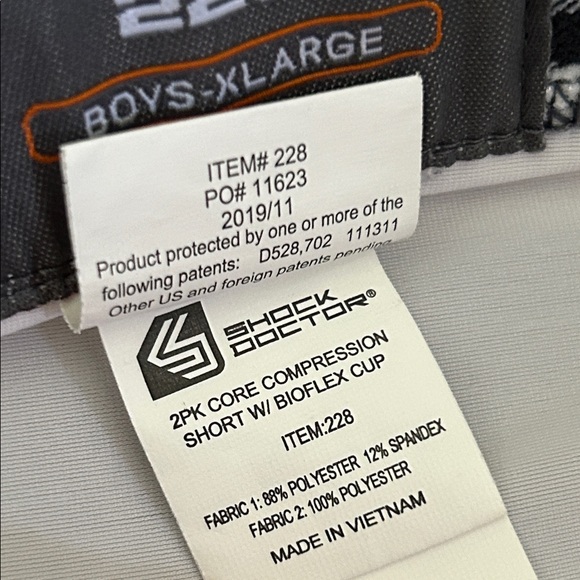 BOYS-XLARGE
ITEM# 228
PO# 11623
2019/11
Product protected by one or more of the
following patents: D528,702 111311
Other US and foreign patents pending
SHOCK
DOCTOR®
2PK CORE COMPRESSION
SHORT W/ BIOFLEX CUP
ITEM:228
FABRIC 1: 88% POLYESTER 12% SPANDEX
FABRIC 2: 100% POLYESTER
MADE IN VIETNAM